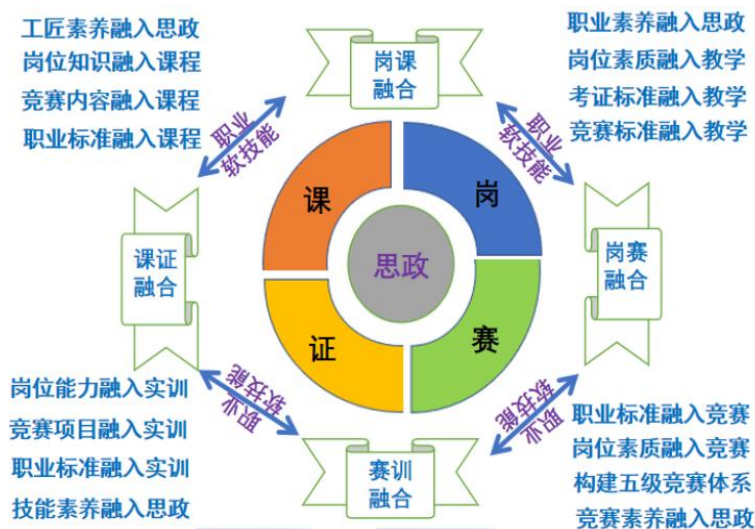 工匠素养融入思政
岗位知识融入课程
竞赛内容融入课程
职业标准融入课程
岗课
融合
职业素养融入思政
岗位素质融入教学
考证标准融入教学
竞赛标准融入教学
职业
软技能
职业
软技能
课
岗
思政
证
赛
课证
融合
岗赛
融合
岗位能力融入实训
竞赛项目融入实训
职业标准融入实训
技能素养融入思政
职业
软技能
赛训
融合
职业
软技能
职业标准融入竞赛
岗位素质融入竞赛
构建五级竞赛体系
竞赛素养融入思政